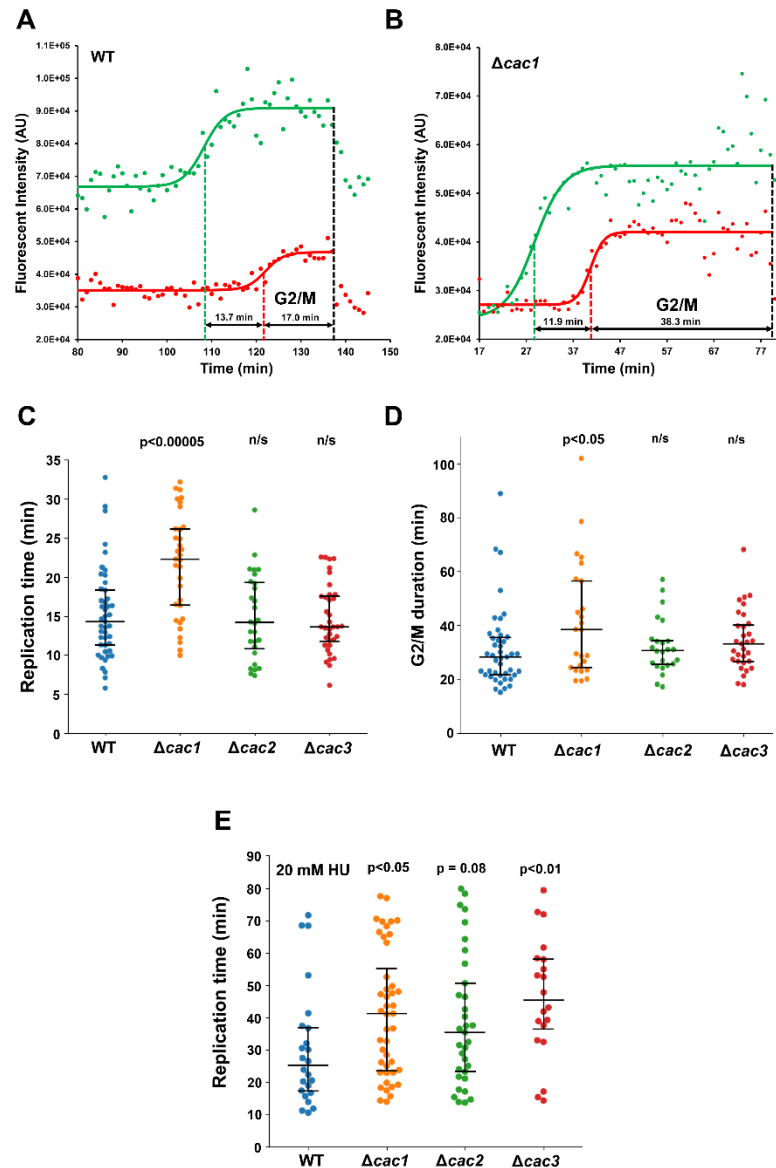 A
WT
Fluorescent Intensity (AU)
1.1E+05
1.0E+05
9.0E+04
8.0E+04
7.0E+04
6.0E+04
5.0E+04
4.0E+04
3.0E+04
2.0E+04
G2/M
13.7 min
17.0 min
80 90 100 110 120 130 140 150
Time (min)
B
Δcac1
Fluorescent Intensity (AU)
8.0E+04
7.0E+04
6.0E+04
5.0E+04
4.0E+04
3.0E+04
2.0E+04
G2/M
11.9 min
38.3 min
17 27 37 47 57 67 77
Time (min)
C
p<0.00005 n/s n/s
Replication time (min)
35
30
25
20
15
10
5
0
WT Δcac1 Δcac2 Δcac3
D
p<0.05 n/s n/s
G2/M duration (min)
100
80
60
40
20
0
WT Δcac1 Δcac2 Δcac3
E
20 mM HU p<0.05 p = 0.08 p<0.01
Replication time (min)
90
80
70
60
50
40
30
20
10
0
WT Δcac1 Δcac2 Δcac3